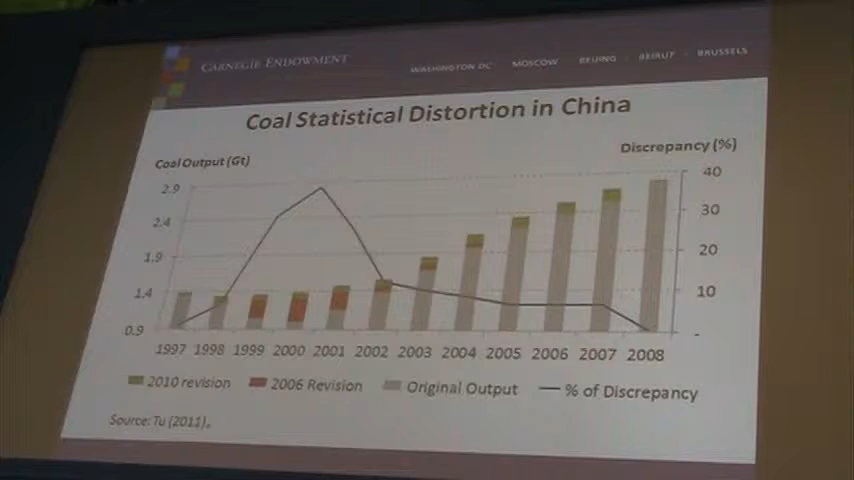 CARNEGIE ENDOWMENT
WASHINGTON DC MOSCOW BEIJING BEIRUT BRUSSELS
Coal Statistical Distortion in China
Coal Output (Gt) Discrepancy (%)
2.9 40
2.4 30
1.9 20
1.4 10
0.9 -
1997 1998 1999 2000 2001 2002 2003 2004 2005 2006 2007 2008
2010 revision 2006 Revision Original Output % of Discrepancy
Source: Tu (2011)。